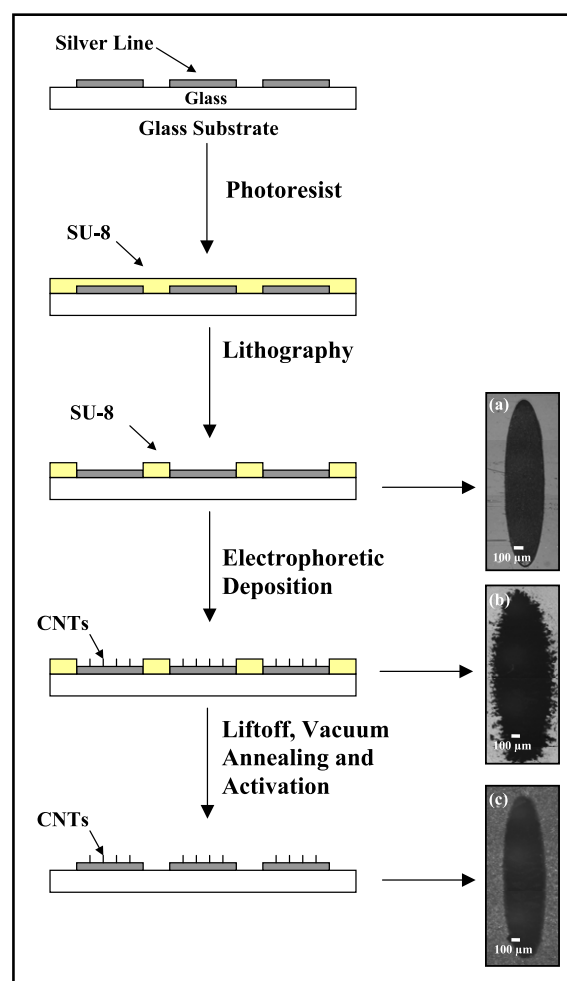 Silver Line
Glass
Glass Substrate
Photoresist
SU-8
Lithography
SU-8
(a)
100 µm
Electrophoretic
Deposition
CNTs
(b)
100 µm
Liftoff, Vacuum
Annealing and
Activation
CNTs
(c)
100 µm